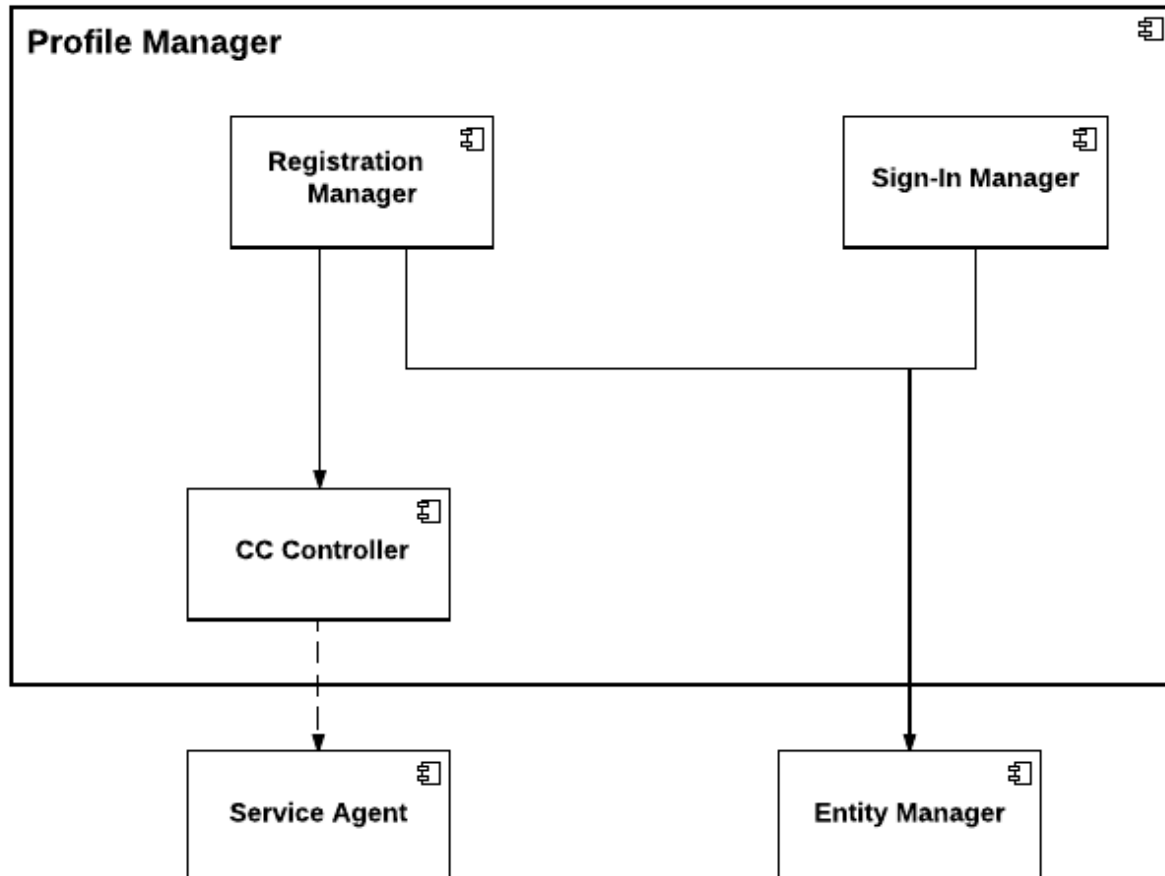 Profile Manager
Registration
Manager
Sign-In Manager
CC Controller
Service Agent
Entity Manager